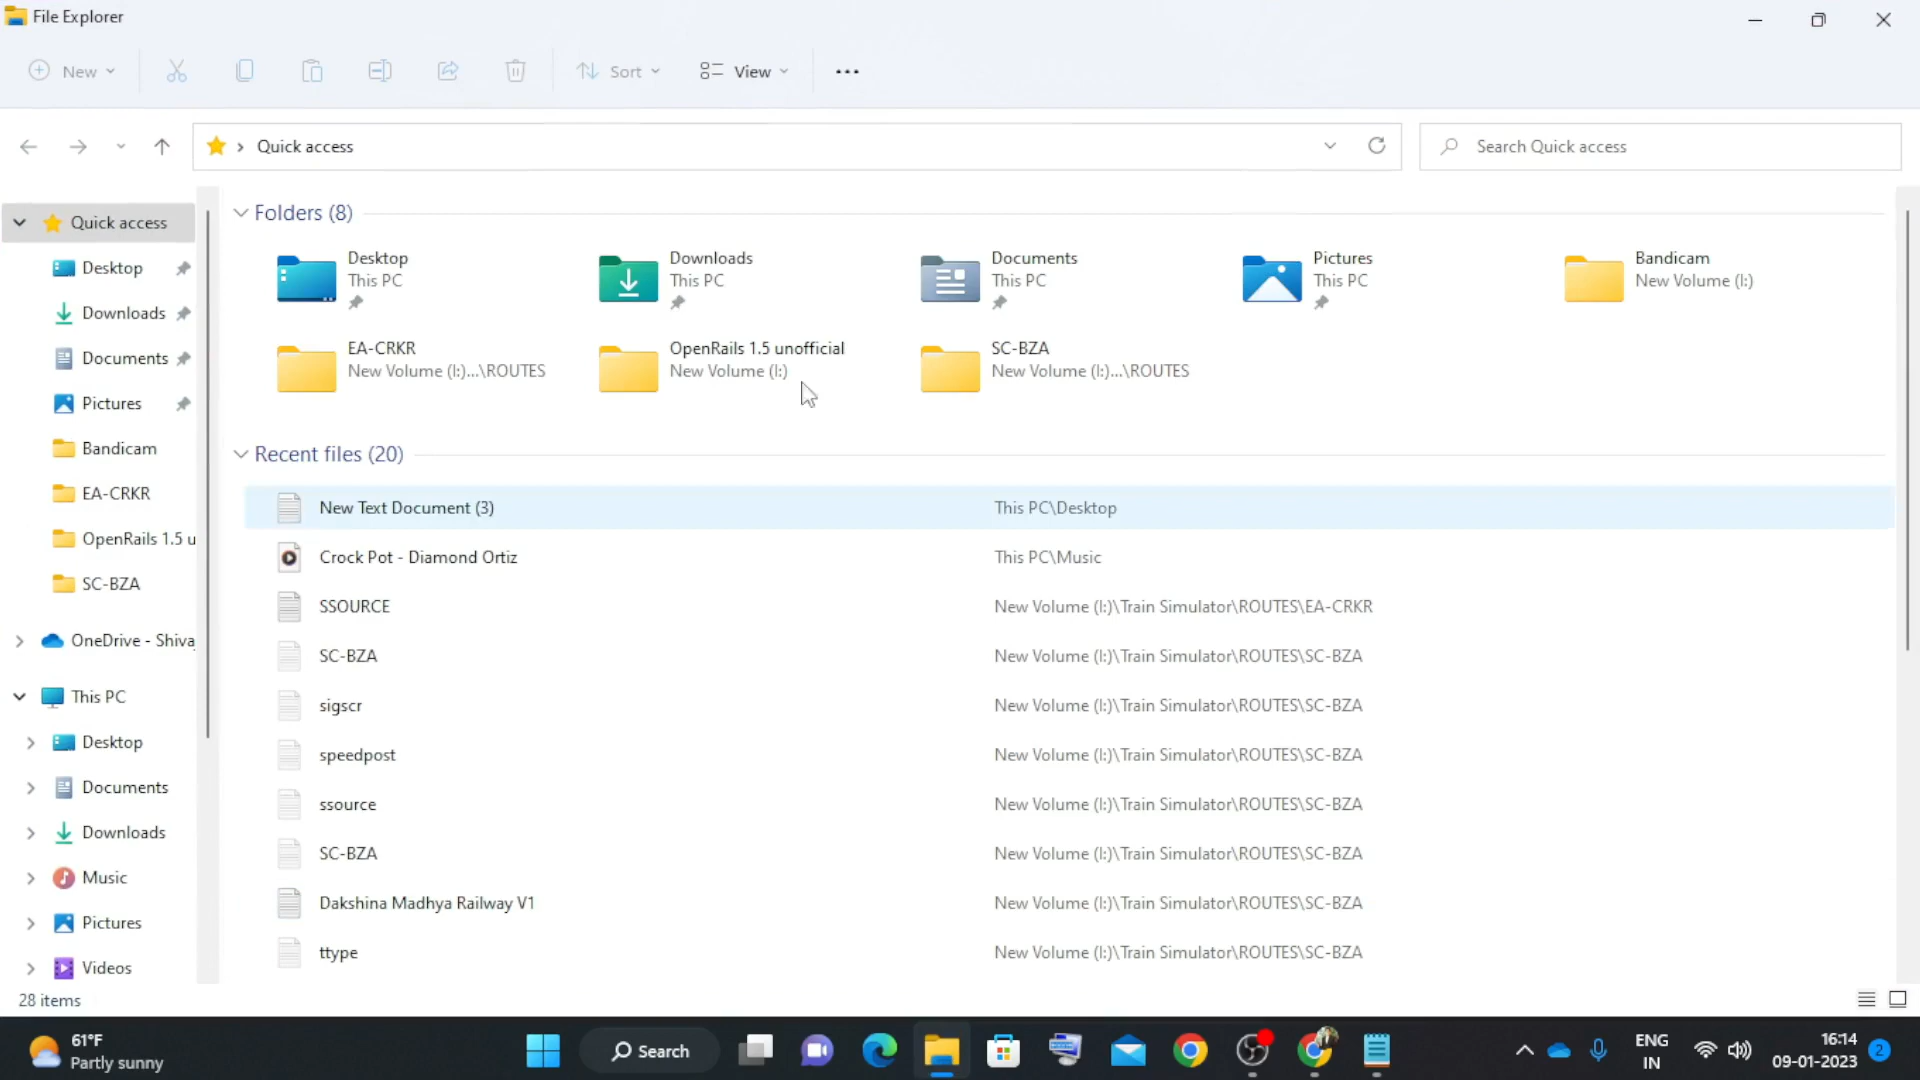 File Explorer
New
Sort
View
Quick access
Search Quick access
Quick access
Desktop
Downloads
Documents
Pictures
Bandicam
EA-CRKR
OpenRails 1.5 u
SC-BZA
OneDrive - Shiva
This PC
Desktop
Documents
Downloads
Music
Pictures
Videos
Folders (8)
Desktop
This PC
Downloads
This PC
Documents
This PC
Pictures
This PC
Bandicam
New Volume (I:)
EA-CRKR
New Volume (I:)...\ROUTES
OpenRails 1.5 unofficial
New Volume (I:)
SC-BZA
New Volume (I:)...\ROUTES
Recent files (20)
New Text Document (3) This PC\Desktop
Crock Pot - Diamond Ortiz This PC\Music
SSOURCE New Volume (I:)\Train Simulator\ROUTES\EA-CRKR
SC-BZA New Volume (I:)\Train Simulator\ROUTES\SC-BZA
sigscr New Volume (I:)\Train Simulator\ROUTES\SC-BZA
speedpost New Volume (I:)\Train Simulator\ROUTES\SC-BZA
ssource New Volume (I:)\Train Simulator\ROUTES\SC-BZA
SC-BZA New Volume (I:)\Train Simulator\ROUTES\SC-BZA
Dakshina Madhya Railway V1 New Volume (I:)\Train Simulator\ROUTES\SC-BZA
ttype New Volume (I:)\Train Simulator\ROUTES\SC-BZA
28 items
61°F
Partly sunny
Search
ENG
IN
16:14
09-01-2023
2